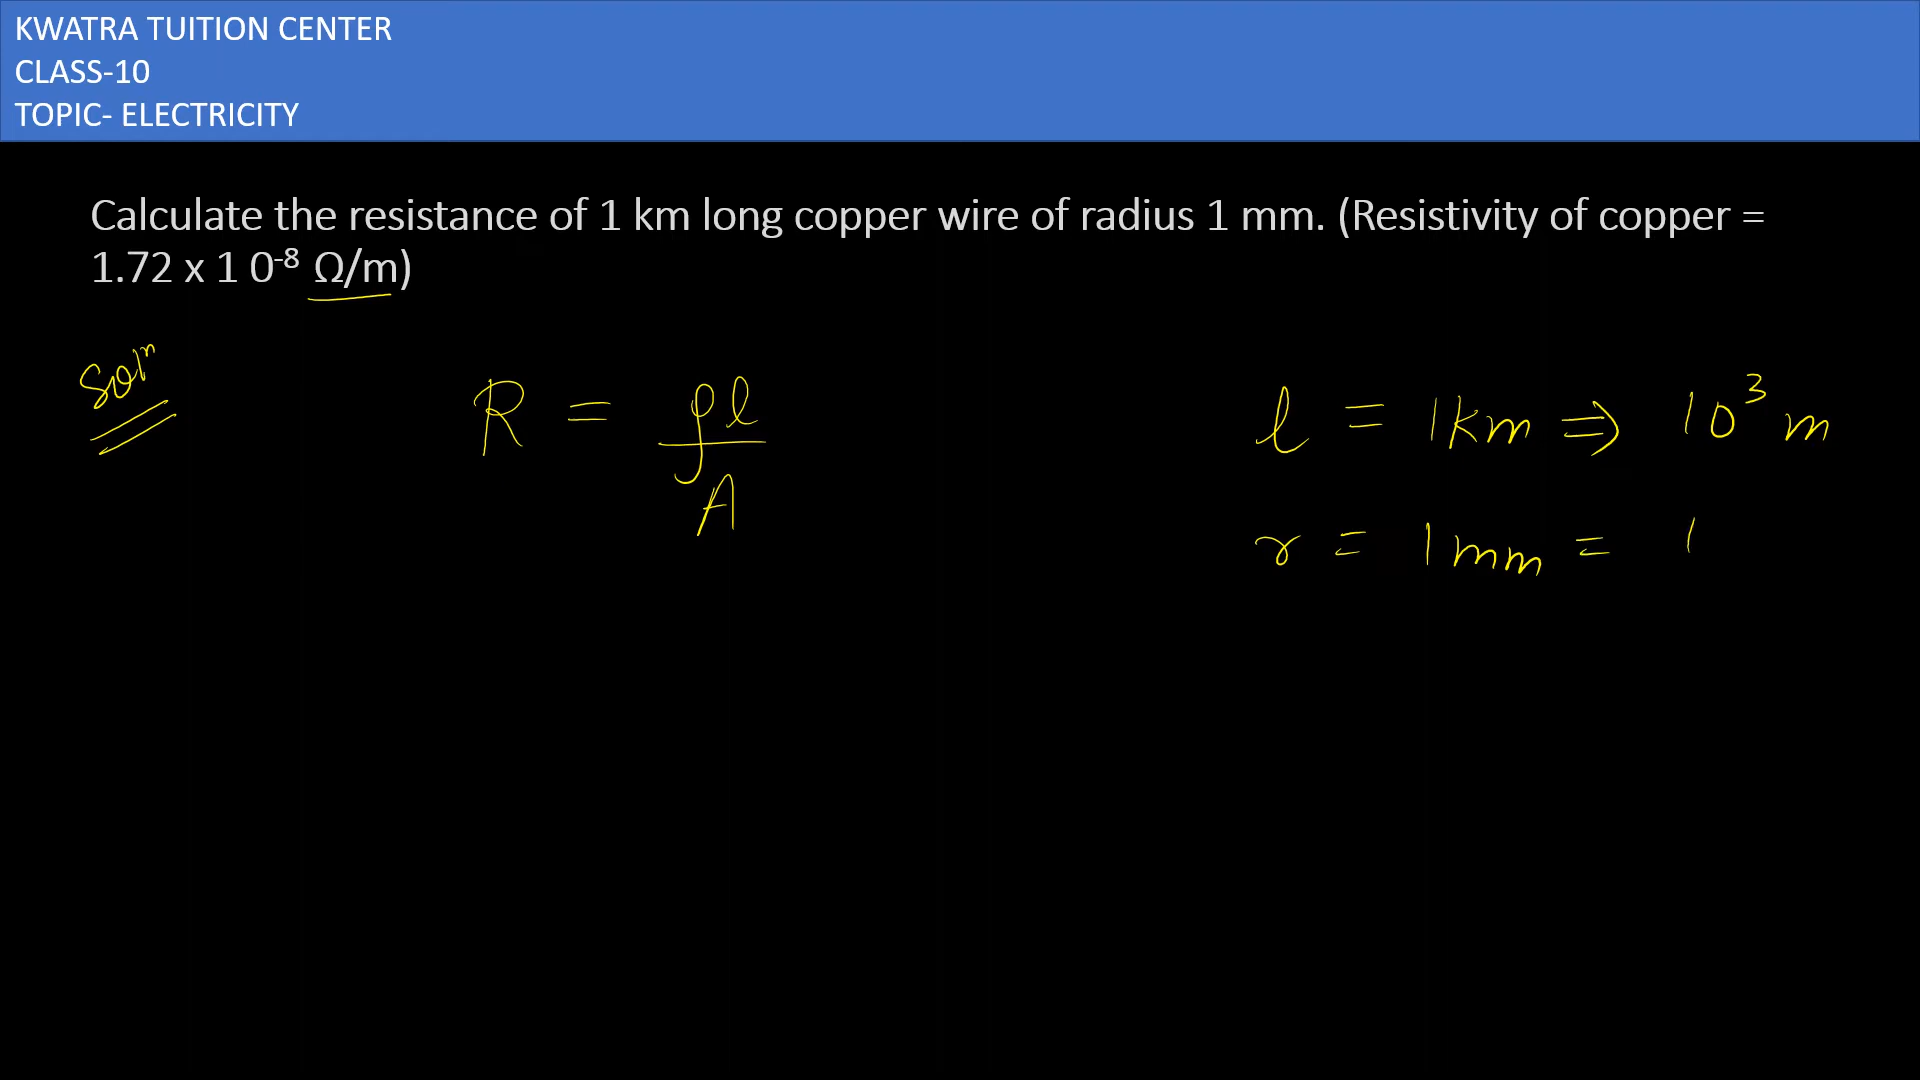 KWATRA TUITION CENTER
CLASS-10
TOPIC- ELECTRICITY
Calculate the resistance of 1 km long copper wire of radius 1 mm. (Resistivity of copper =
1.72 x 1 0⁻⁸ Ω/m)
Solⁿ
R = ρl/A
l = 1km ⇒ 10³ m
r = 1mm = 1